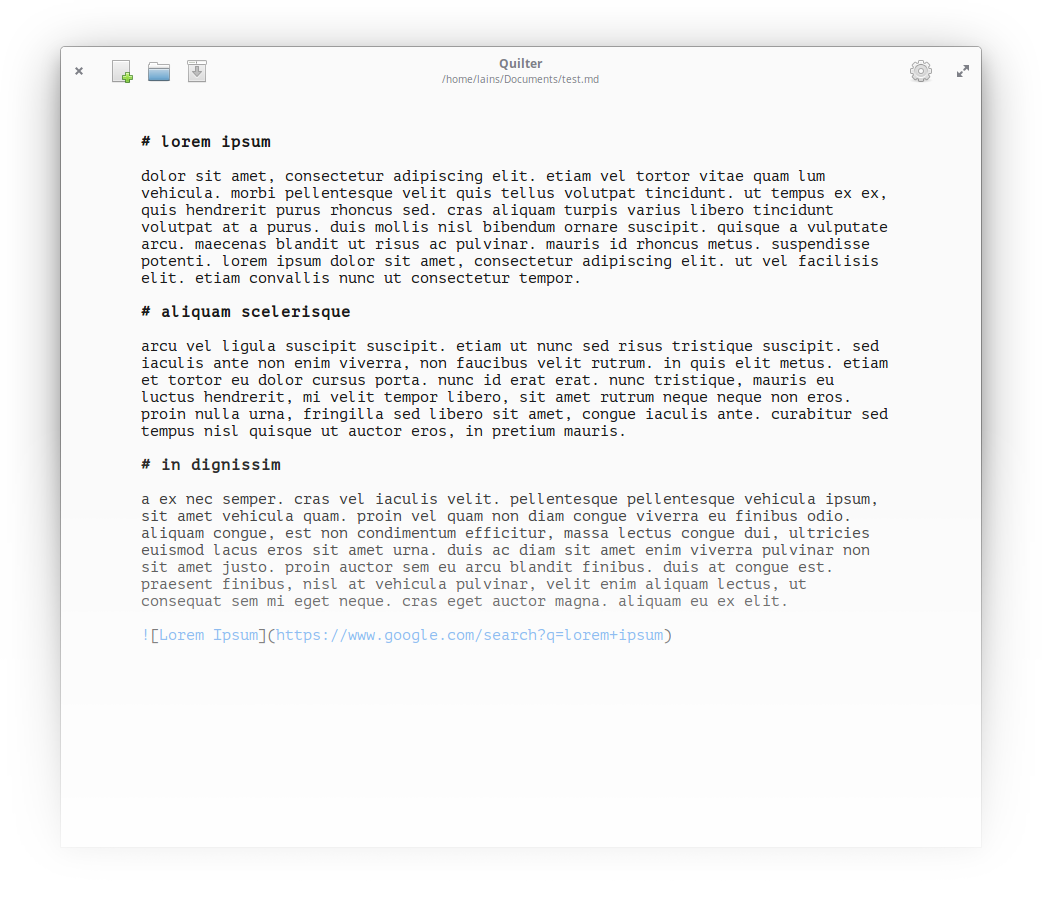 Quilter
/home/lains/Documents/test.md
# lorem ipsum
dolor sit amet, consectetur adipiscing elit. etiam vel tortor vitae quam lum
vehicula. morbi pellentesque velit quis tellus volutpat tincidunt. ut tempus ex ex,
quis hendrerit purus rhoncus sed. cras aliquam turpis varius libero tincidunt
volutpat at a purus. duis mollis nisl bibendum ornare suscipit. quisque a vulputate
arcu. maecenas blandit ut risus ac pulvinar. mauris id rhoncus metus. suspendisse
potenti. lorem ipsum dolor sit amet, consectetur adipiscing elit. ut vel facilisis
elit. etiam convallis nunc ut consectetur tempor.
# aliquam scelerisque
arcu vel ligula suscipit suscipit. etiam ut nunc sed risus tristique suscipit. sed
iaculis ante non enim viverra, non faucibus velit rutrum. in quis elit metus. etiam
et tortor eu dolor cursus porta. nunc id erat erat. nunc tristique, mauris eu
luctus hendrerit, mi velit tempor libero, sit amet rutrum neque neque non eros.
proin nulla urna, fringilla sed libero sit amet, congue iaculis ante. curabitur sed
tempus nisl quisque ut auctor eros, in pretium mauris.
# in dignissim
a ex nec semper. cras vel iaculis velit. pellentesque pellentesque vehicula ipsum,
sit amet vehicula quam. proin vel quam non diam congue viverra eu finibus odio.
aliquam congue, est non condimentum efficitur, massa lectus congue dui, ultricies
euismod lacus eros sit amet urna. duis ac diam sit amet enim viverra pulvinar non
sit amet justo. proin auctor sem eu arcu blandit finibus. duis at congue est.
praesent finibus, nisl at vehicula pulvinar, velit enim aliquam lectus, ut
consequat sem mi eget neque. cras eget auctor magna. aliquam eu ex elit.
![Lorem Ipsum](https://www.google.com/search?q=lorem+ipsum)